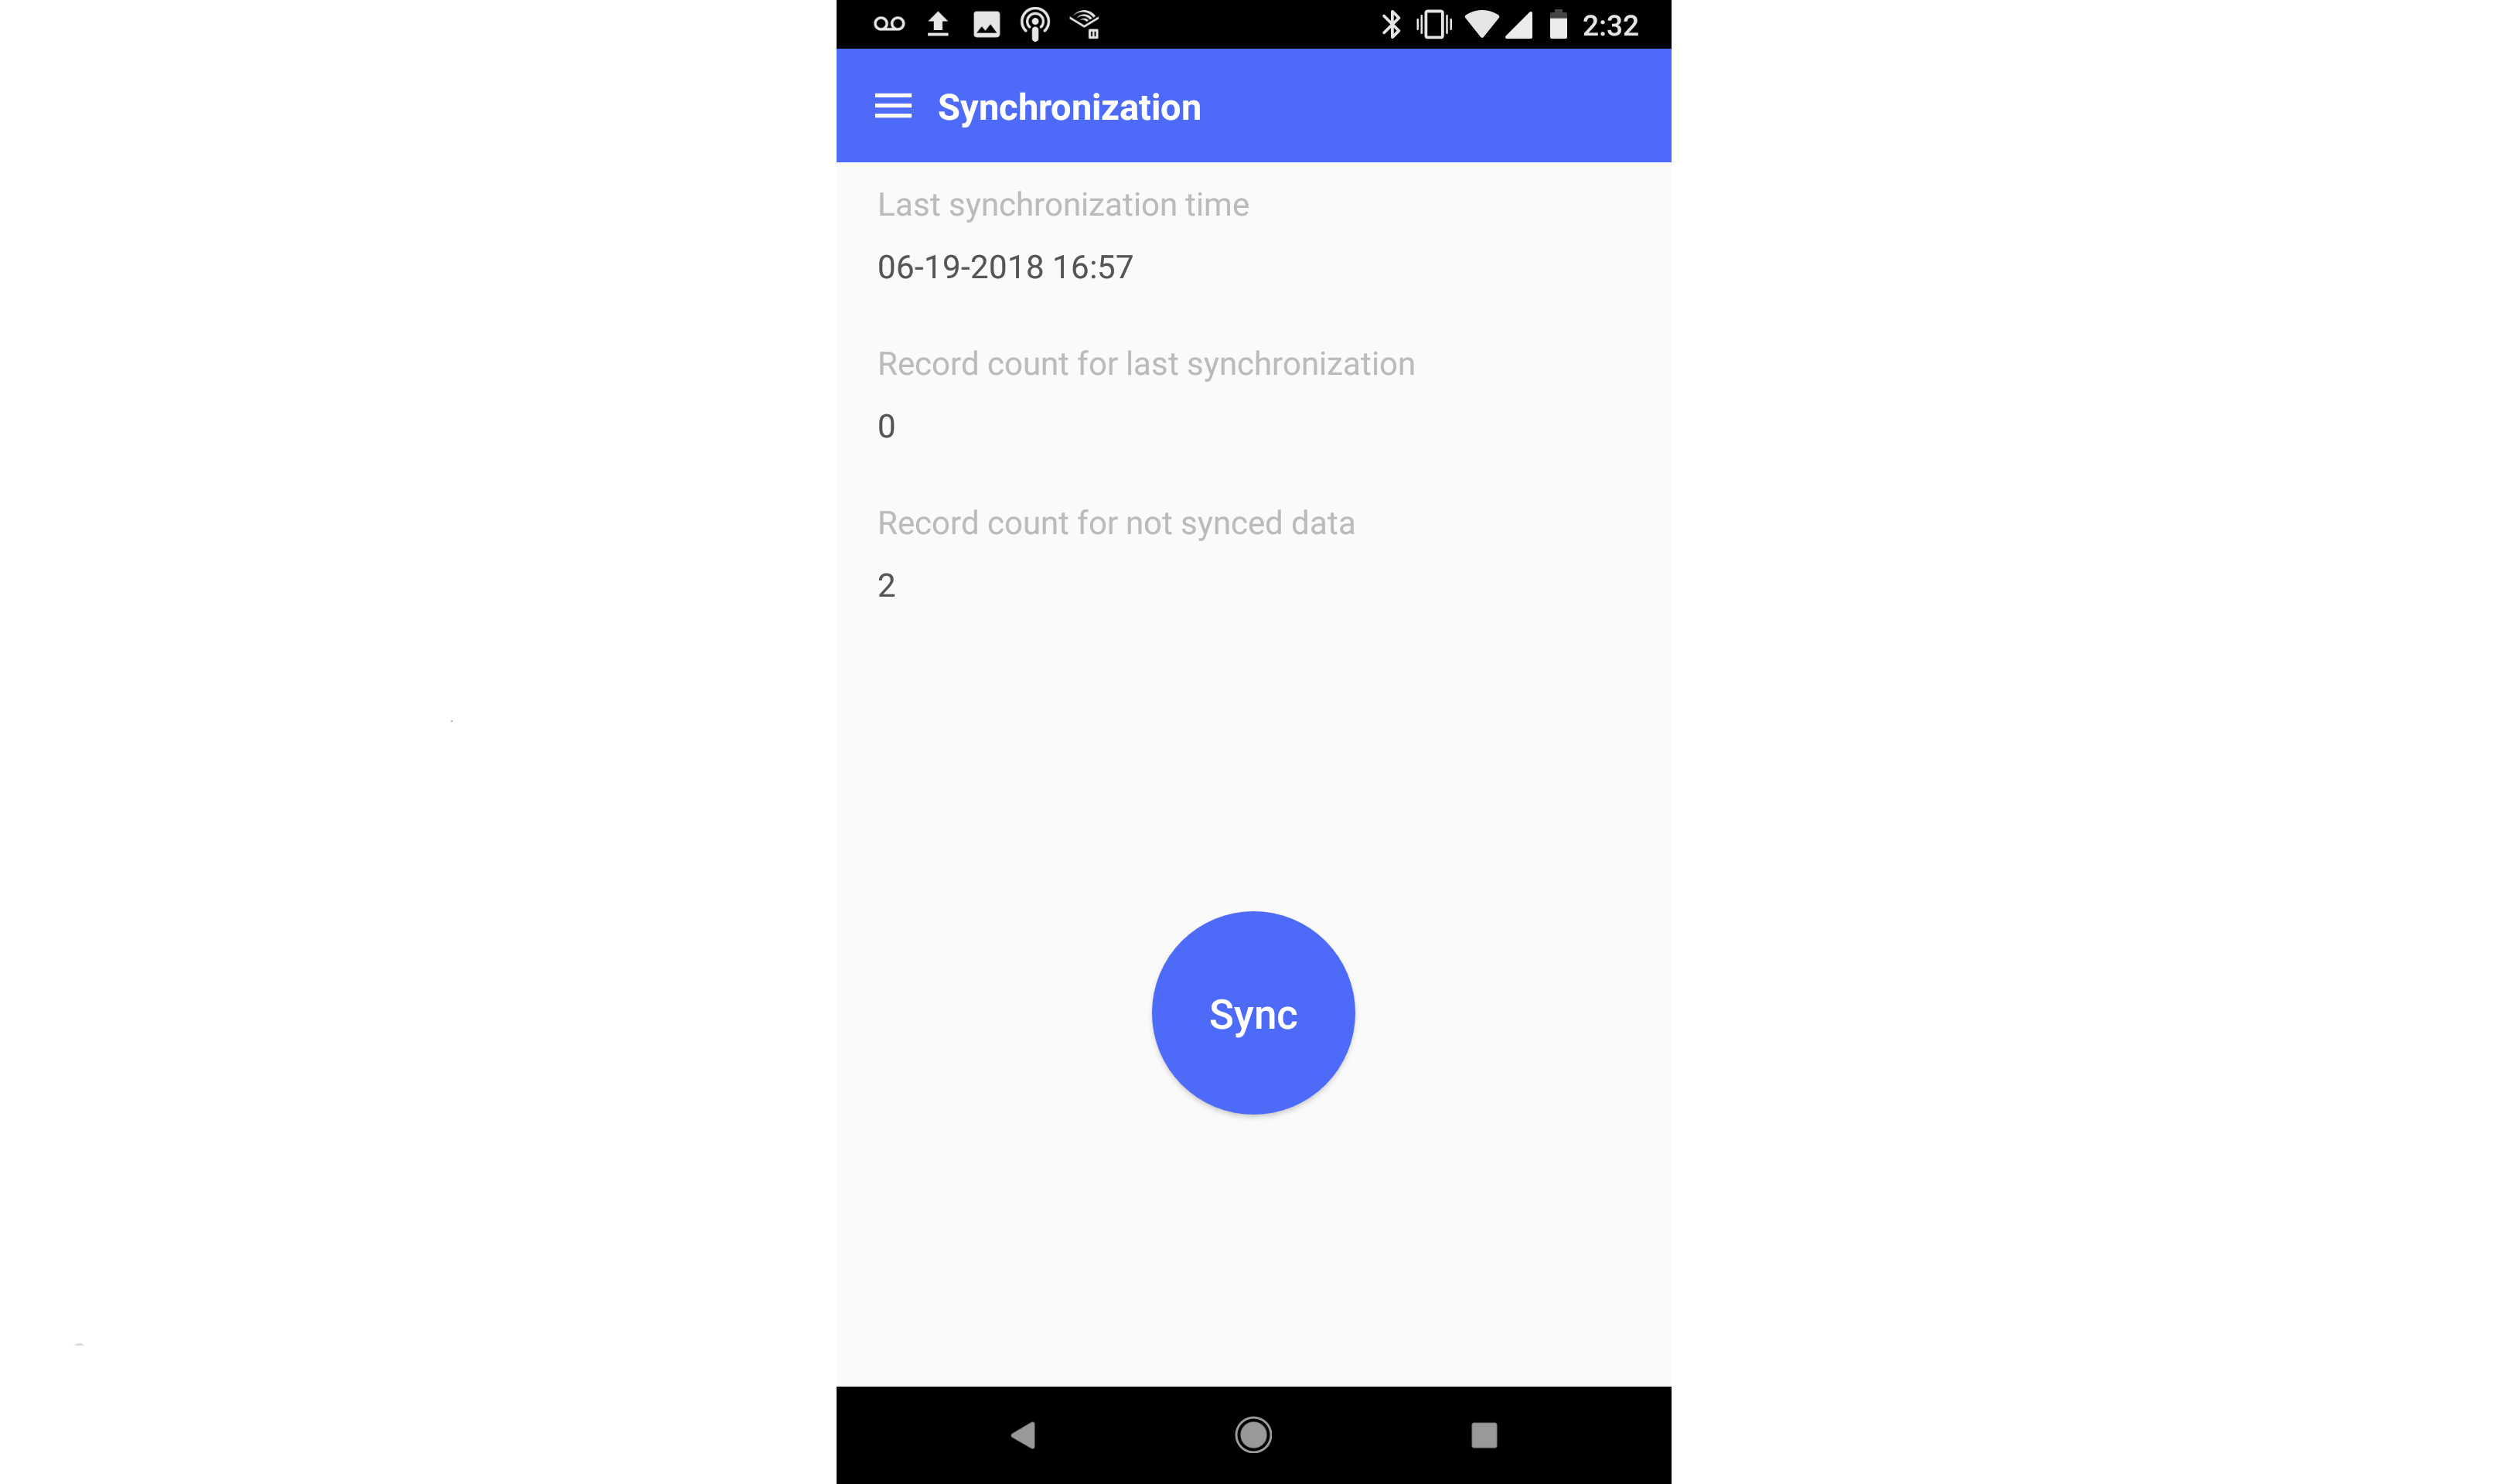 2:32
Synchronization
Last synchronization time
06-19-2018 16:57
Record count for last synchronization
0
Record count for not synced data
2
Sync